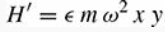 H′ = ϵ m ω² x y